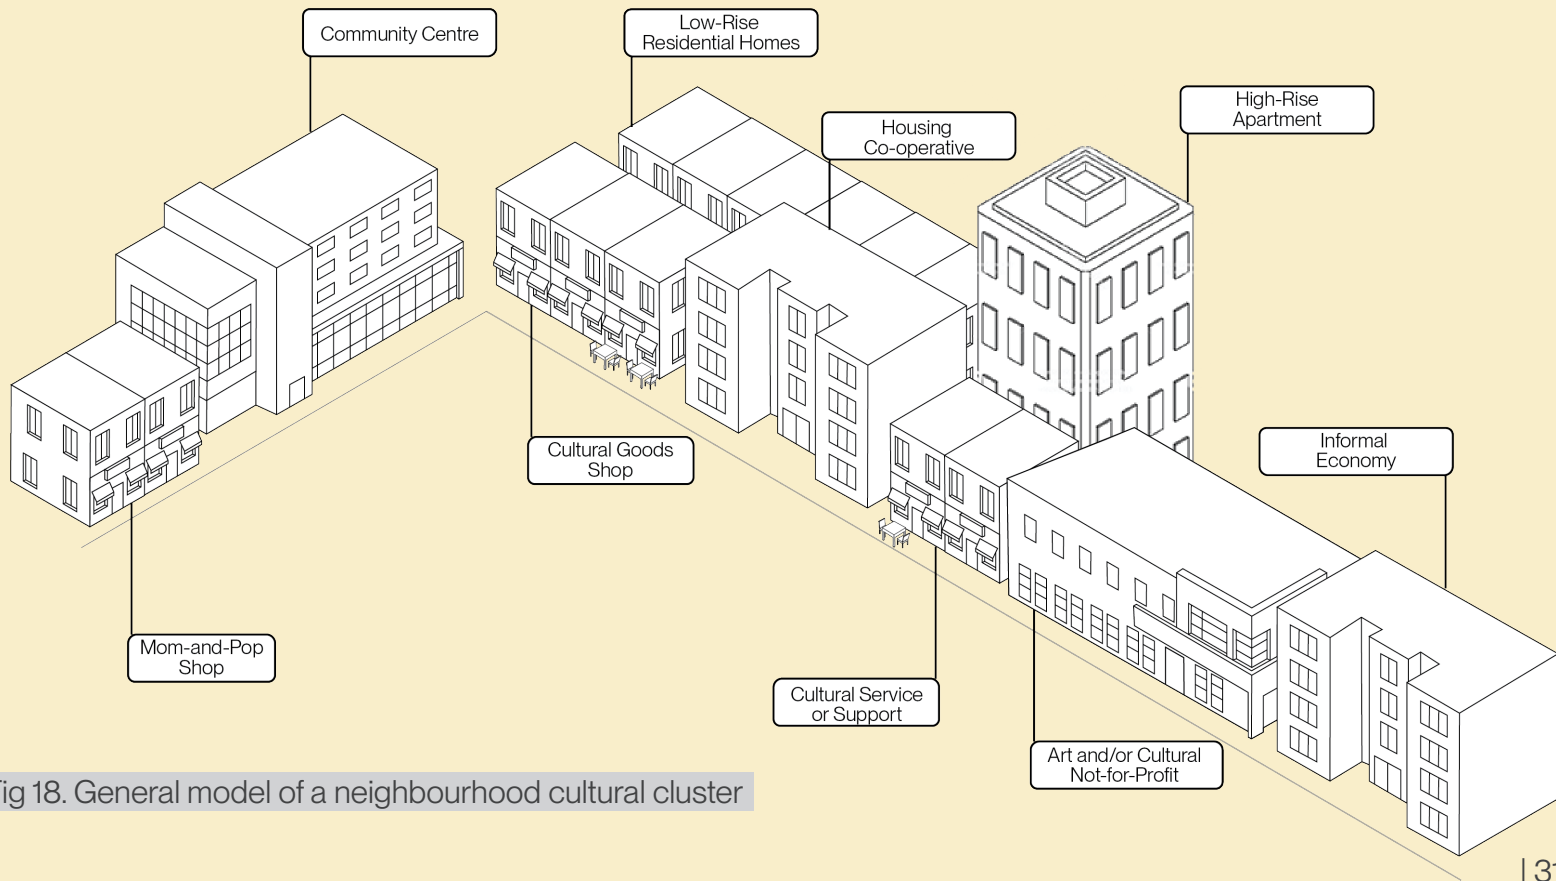 Community Centre
Low-Rise
Residential Homes
Housing
Co-operative
High-Rise
Apartment
Cultural Goods
Shop
Informal
Economy
Mom-and-Pop
Shop
Cultural Service
or Support
Art and/or Cultural
Not-for-Profit
ig 18. General model of a neighbourhood cultural cluster
| 31